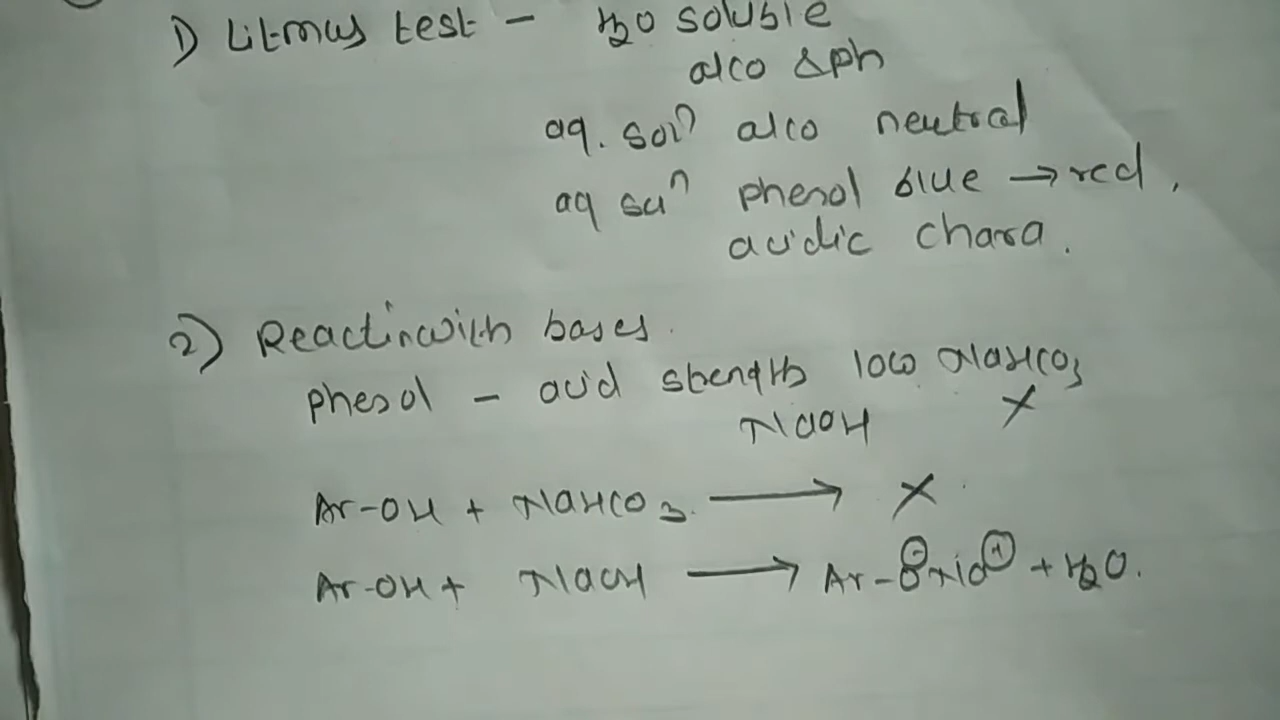 1) Litmus test - H2O soluble
alco & ph
aq. solⁿ alco neutral
aq solⁿ phenol blue → red,
acidic chara.
2) Reactin with bases.
phenol - acid strength low NaHCO3
NaOH X
Ar-OH + NaHCO3. → X
Ar-OH + NaOH → Ar-O⊖Na⊕ + H2O.